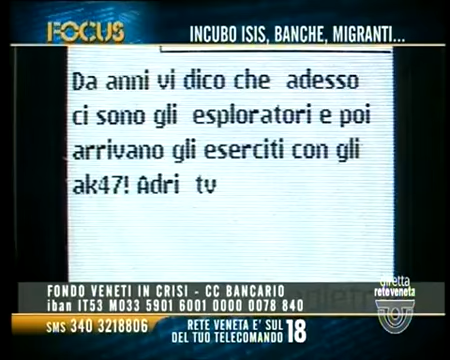 FOCUS
INCUBO ISIS, BANCHE, MIGRANTI...
Da anni vi dico che adesso
ci sono gli esploratori e poi
arrivano gli eserciti con gli
ak47! Adri tv
FONDO VENETI IN CRISI - CC BANCARIO
iban IT53 M033 5901 6001 0000 0078 840
diretta
reteveneta
SMS 340 3218806
RETE VENETA E' SUL
DEL TUO TELECOMANDO 18